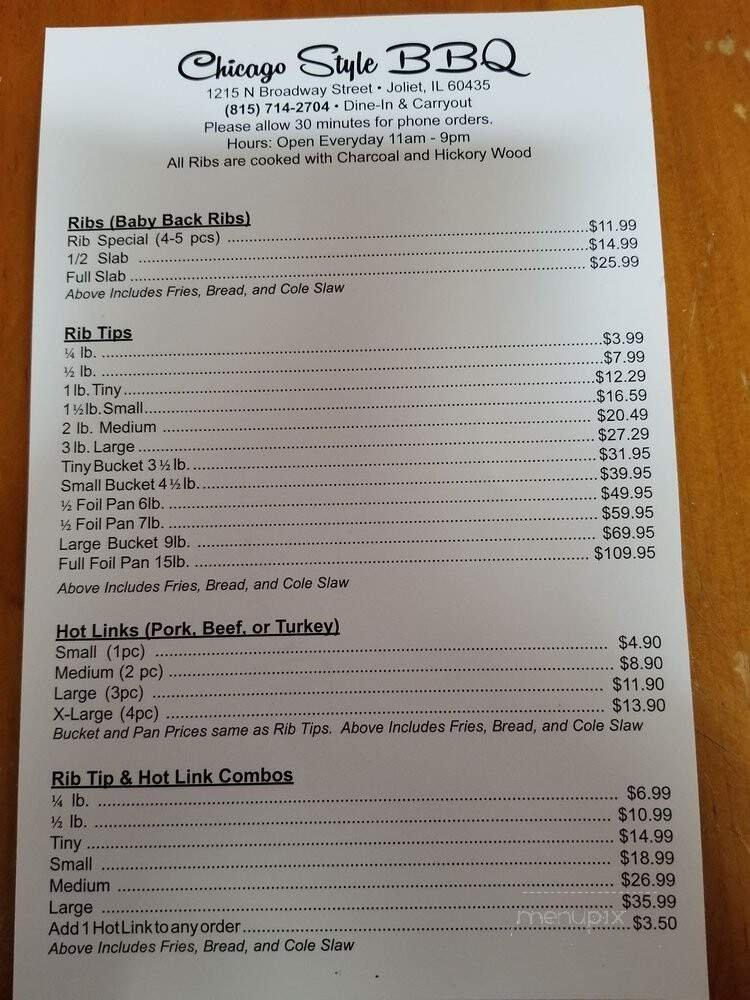 Chicago Style BBQ
1215 N Broadway Street • Joliet, IL 60435
(815) 714-2704 • Dine-In & Carryout
Please allow 30 minutes for phone orders.
Hours: Open Everyday 11am - 9pm
All Ribs are cooked with Charcoal and Hickory Wood
Ribs (Baby Back Ribs)
Rib Special (4-5 pcs) ........ $11.99
1/2 Slab ........ $14.99
Full Slab ........ $25.99
Above Includes Fries, Bread, and Cole Slaw
Rib Tips
¼ lb. ........ $3.99
½ lb. ........ $7.99
1 lb. Tiny ........ $12.29
1 ½ lb. Small ........ $16.59
2 lb. Medium ........ $20.49
3 lb. Large ........ $27.29
Tiny Bucket 3 ½ lb. ........ $31.95
Small Bucket 4 ½ lb. ........ $39.95
½ Foil Pan 6lb. ........ $49.95
½ Foil Pan 7lb. ........ $59.95
Large Bucket 9lb. ........ $69.95
Full Foil Pan 15lb. ........ $109.95
Above Includes Fries, Bread, and Cole Slaw
Hot Links (Pork, Beef, or Turkey)
Small (1pc) ........ $4.90
Medium (2 pc) ........ $8.90
Large (3pc) ........ $11.90
X-Large (4pc) ........ $13.90
Bucket and Pan Prices same as Rib Tips. Above Includes Fries, Bread, and Cole Slaw
Rib Tip & Hot Link Combos
¼ lb. ........ $6.99
½ lb. ........ $10.99
Tiny ........ $14.99
Small ........ $18.99
Medium ........ $26.99
Large ........ $35.99
Add 1 Hot Link to any order ........ $3.50
Above Includes Fries, Bread, and Cole Slaw
menupix